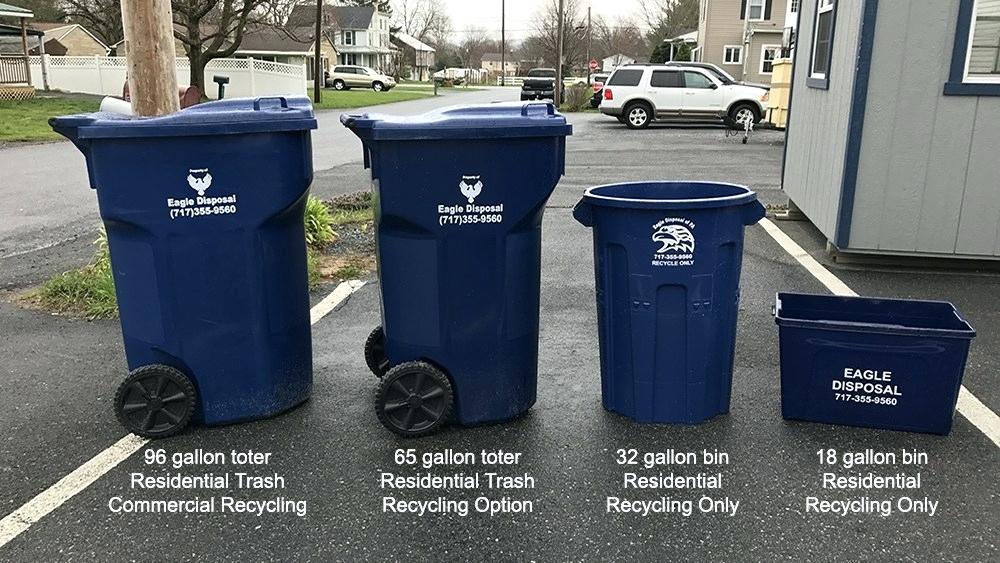 Property of
Eagle Disposal
(717)355-9560
Property of
Eagle Disposal
(717)355-9560
Eagle Disposal of PA
717-355-9560
RECYCLE ONLY
EAGLE
DISPOSAL
717-355-9560
96 gallon toter
Residential Trash
Commercial Recycling
65 gallon toter
Residential Trash
Recycling Option
32 gallon bin
Residential
Recycling Only
18 gallon bin
Residential
Recycling Only